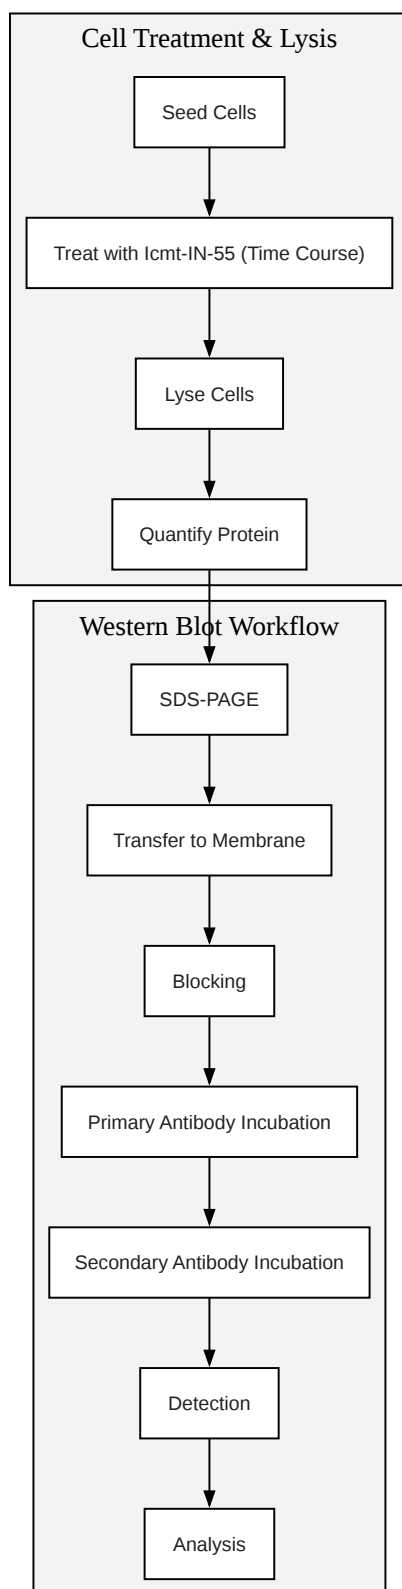 Cell Treatment & Lysis
Seed Cells
Treat with Icmt-IN-55 (Time Course)
Lyse Cells
Quantify Protein
Western Blot Workflow
SDS-PAGE
Transfer to Membrane
Blocking
Primary Antibody Incubation
Secondary Antibody Incubation
Detection
Analysis